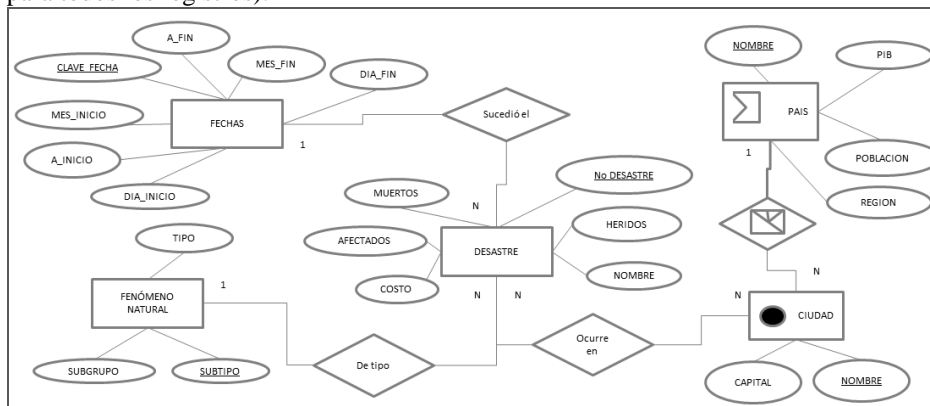 para todos los registros).
A_FIN
CLAVE_FECHA
MES_FIN
DIA_FIN
MES_INICIO
FECHAS
A_INICIO
DIA_INICIO
1
Sucedió el
N
NOMBRE
PIB
PAIS
1
POBLACION
REGION
N
MUERTOS
No DESASTRE
AFECTADOS
HERIDOS
DESASTRE
COSTO
NOMBRE
N
N
TIPO
FENÓMENO
NATURAL
1
SUBGRUPO
SUBTIPO
De tipo
Ocurre
en
N
CIUDAD
CAPITAL
NOMBRE